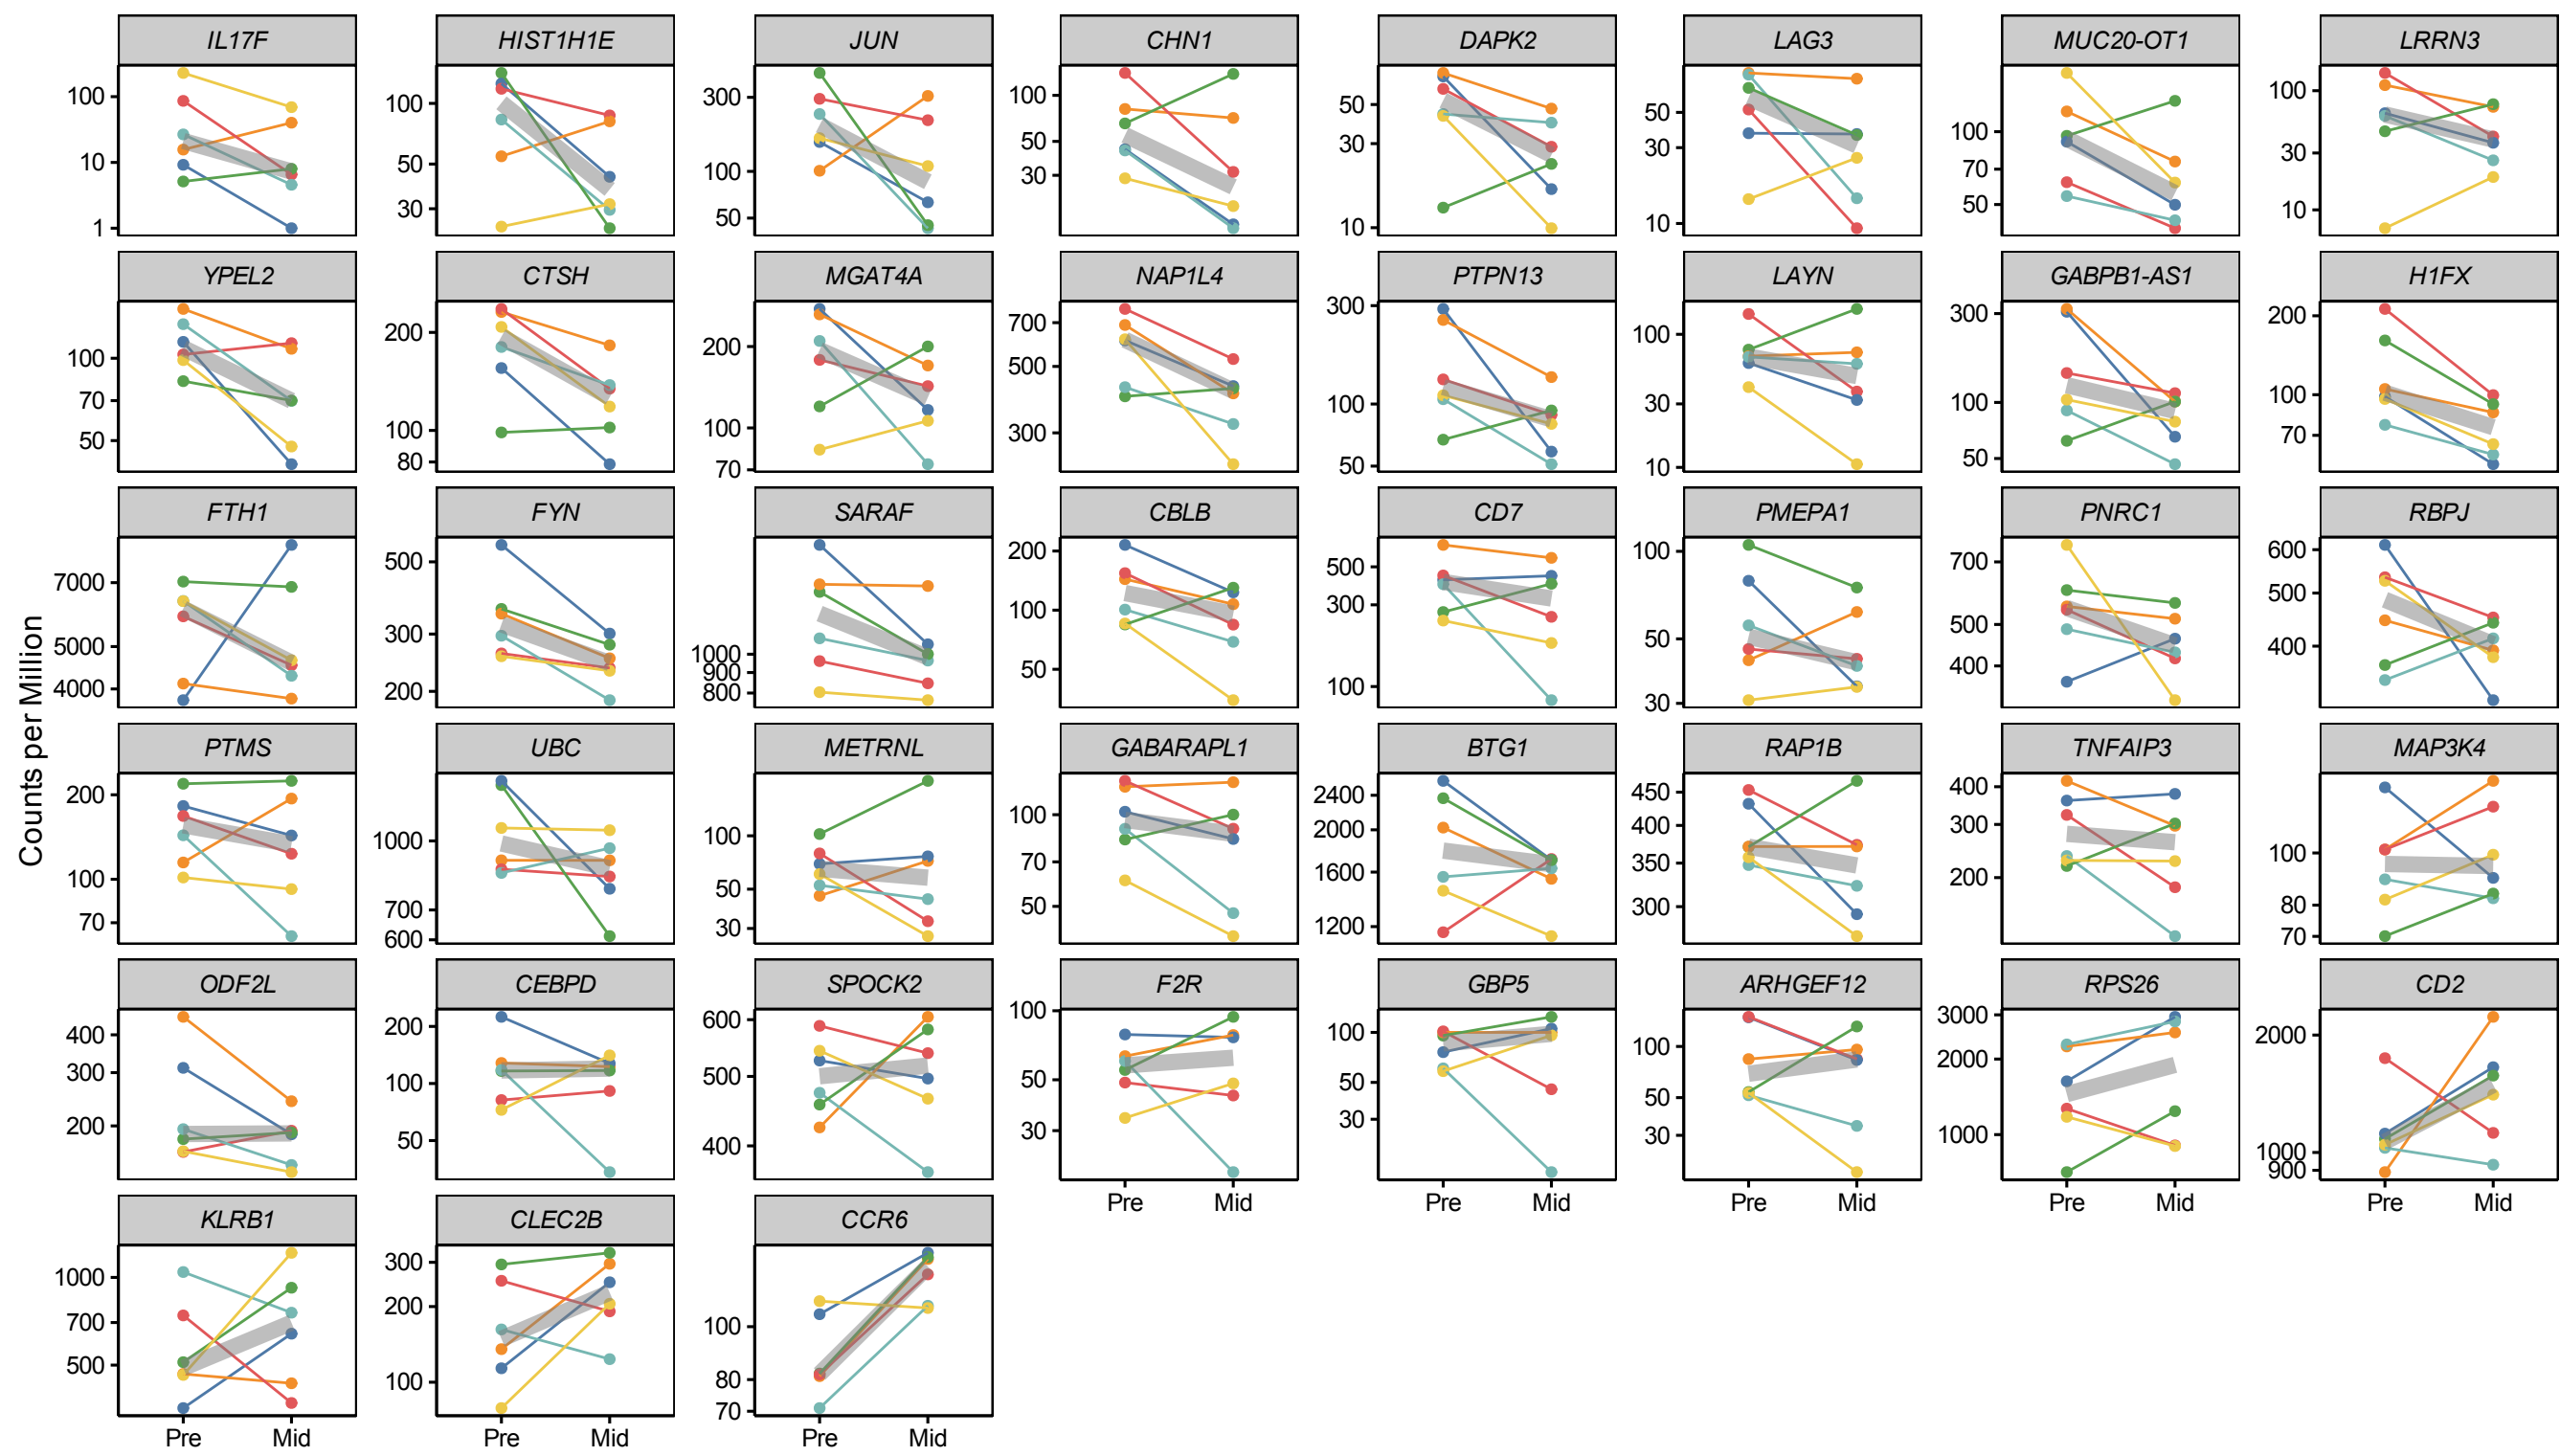 Counts per Million
IL17F HIST1H1E JUN CHN1 DAPK2 LAG3 MUC20-OT1 LRRN3
100 10 1
100 50 30
300 100 50
100 50 30
50 30 10
50 30 10
100 70 50
100 30 10
YPEL2 CTSH MGAT4A NAP1L4 PTPN13 LAYN GABPB1-AS1 H1FX
100 70 50
200 100 80
200 100 70
700 500 300
300 100 50
100 30 10
300 100 50
200 100 70
FTH1 FYN SARAF CBLB CD7 PMEPA1 PNRC1 RBPJ
7000 5000 4000
500 300 200
1000 900 800
200 100 50
500 300 100
100 50 30
700 500 400
600 500 400
PTMS UBC METRNL GABARAPL1 BTG1 RAP1B TNFAIP3 MAP3K4
200 100 70
1000 700 600
100 50 30
100 70 50
2400 2000 1600 1200
450 400 350 300
400 300 200
100 80 70
ODF2L CEBPD SPOCK2 F2R GBP5 ARHGEF12 RPS26 CD2
400 300 200
200 100 50
600 500 400
100 50 30
100 50 30
100 50 30
3000 2000 1000
2000 1000 900
Pre Mid Pre Mid Pre Mid Pre Mid Pre Mid
KLRB1 CLEC2B CCR6
1000 700 500
300 200 100
100 80 70
Pre Mid Pre Mid Pre Mid